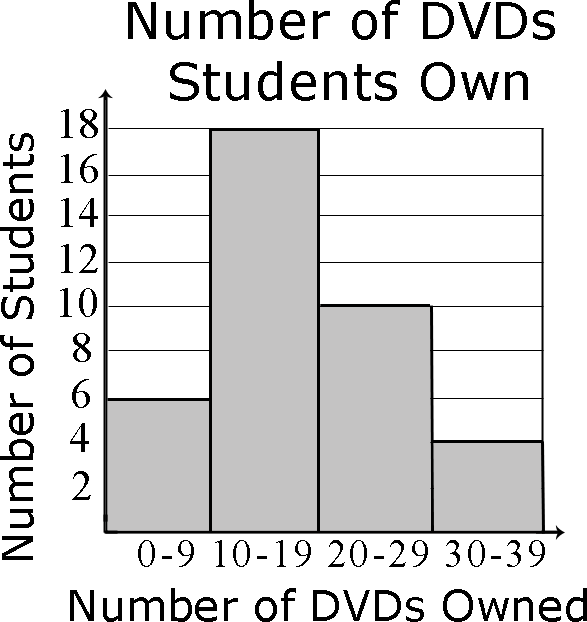 Number of DVDs
Students Own
Number of Students
18
16
14
12
10
8
6
4
2
0-9 10-19 20-29 30-39
Number of DVDs Owned